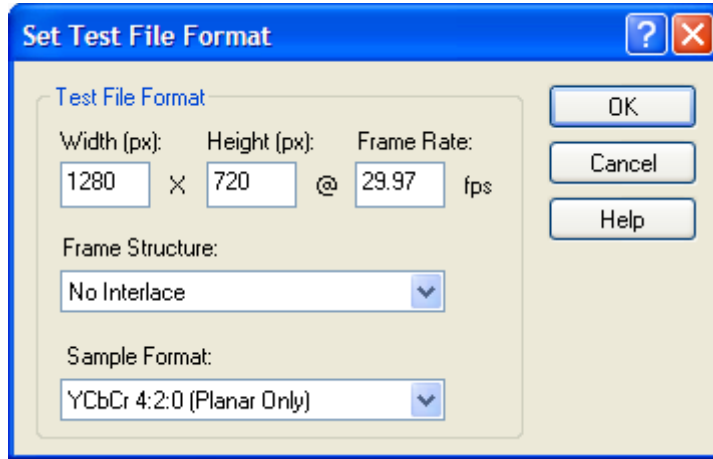 Set Test File Format
Test File Format
Width (px): Height (px): Frame Rate:
1280 X 720 @ 29.97 fps
Frame Structure:
No Interlace
Sample Format:
YCbCr 4:2:0 (Planar Only)
OK
Cancel
Help